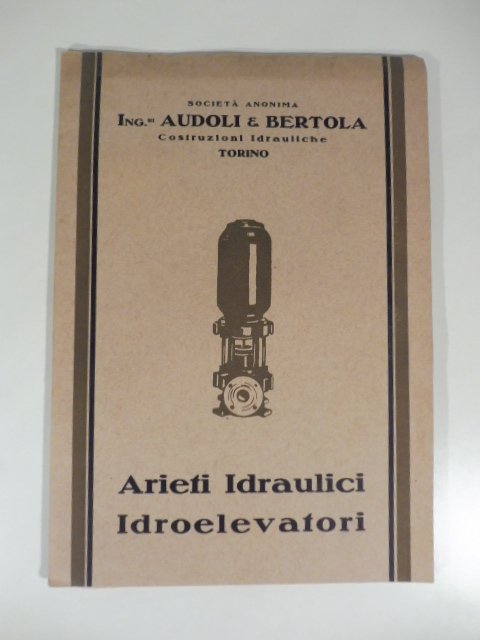 SOCIETÀ ANONIMA
ING.RI AUDOLI & BERTOLA
Costruzioni Idrauliche
TORINO
Arieti Idraulici
Idroelevatori